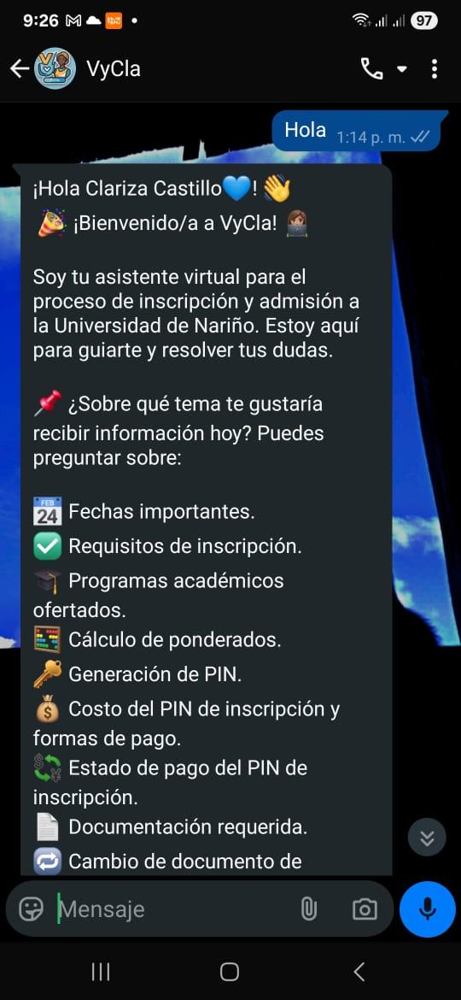 9:26
97
VyCla
Hola 1:14 p. m.
¡Hola Clariza Castillo💙! 👋
🎉 ¡Bienvenido/a a VyCla! 👩🏽‍💻
Soy tu asistente virtual para el
proceso de inscripción y admisión a
la Universidad de Nariño. Estoy aquí
para guiarte y resolver tus dudas.
📌 ¿Sobre qué tema te gustaría
recibir información hoy? Puedes
preguntar sobre:
📆 Fechas importantes.
✅ Requisitos de inscripción.
🎓 Programas académicos
ofertados.
🧮 Cálculo de ponderados.
🔑 Generación de PIN.
💰 Costo del PIN de inscripción y
formas de pago.
💱 Estado de pago del PIN de
inscripción.
📄 Documentación requerida.
🔁 Cambio de documento de
Mensaje